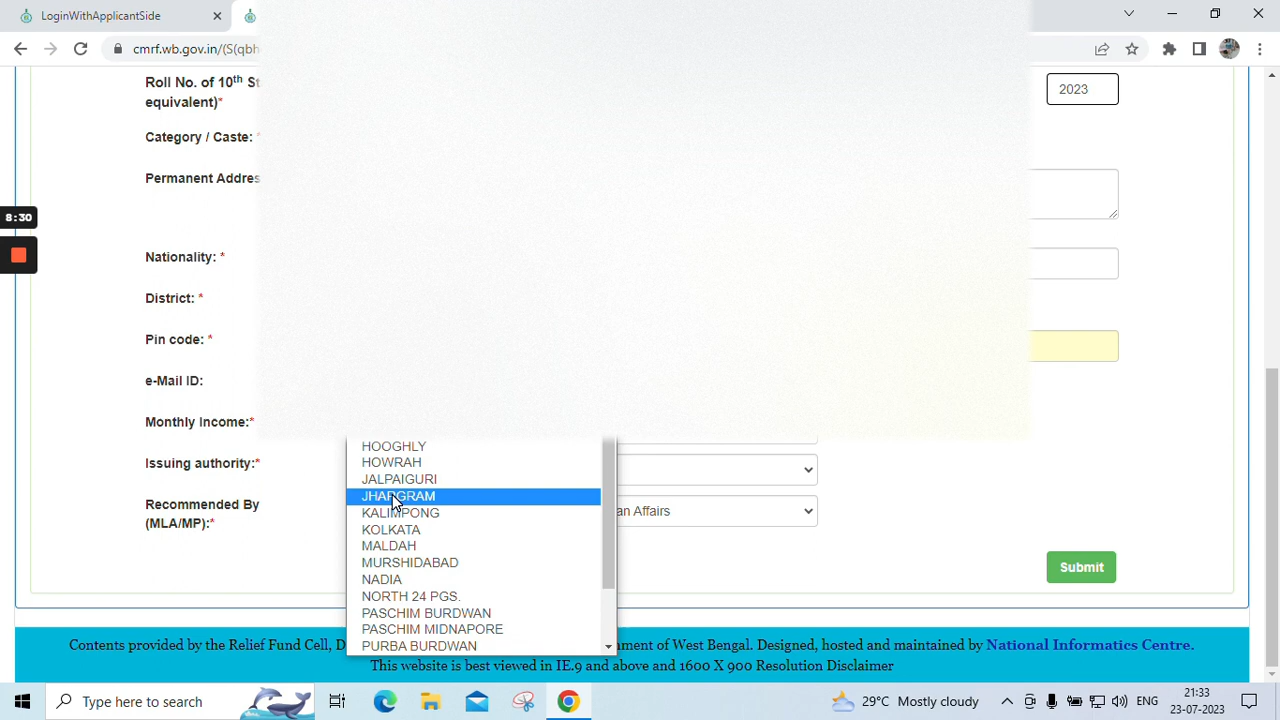 LoginWithApplicantSide
cmrf.wb.gov.in/(S(qbh
Roll No. of 10th St
equivalent)*
2023
Category / Caste: *
Permanent Addres
8:30
Nationality: *
District: *
Pin code: *
e-Mail ID:
Monthly income:*
HOOGHLY
Issuing authority:*
HOWRAH
JALPAIGURI
JHARGRAM
Recommended By
(MLA/MP):*
KALIMPONG
an Affairs
KOLKATA
MALDAH
MURSHIDABAD
Submit
NADIA
NORTH 24 PGS.
PASCHIM BURDWAN
PASCHIM MIDNAPORE
PURBA BURDWAN
Contents provided by the Relief Fund Cell, D
ment of West Bengal. Designed, hosted and maintained by National Informatics Centre.
This website is best viewed in IE.9 and above and 1600 X 900 Resolution Disclaimer
Type here to search
29°C Mostly cloudy
ENG
21:33
23-07-2023